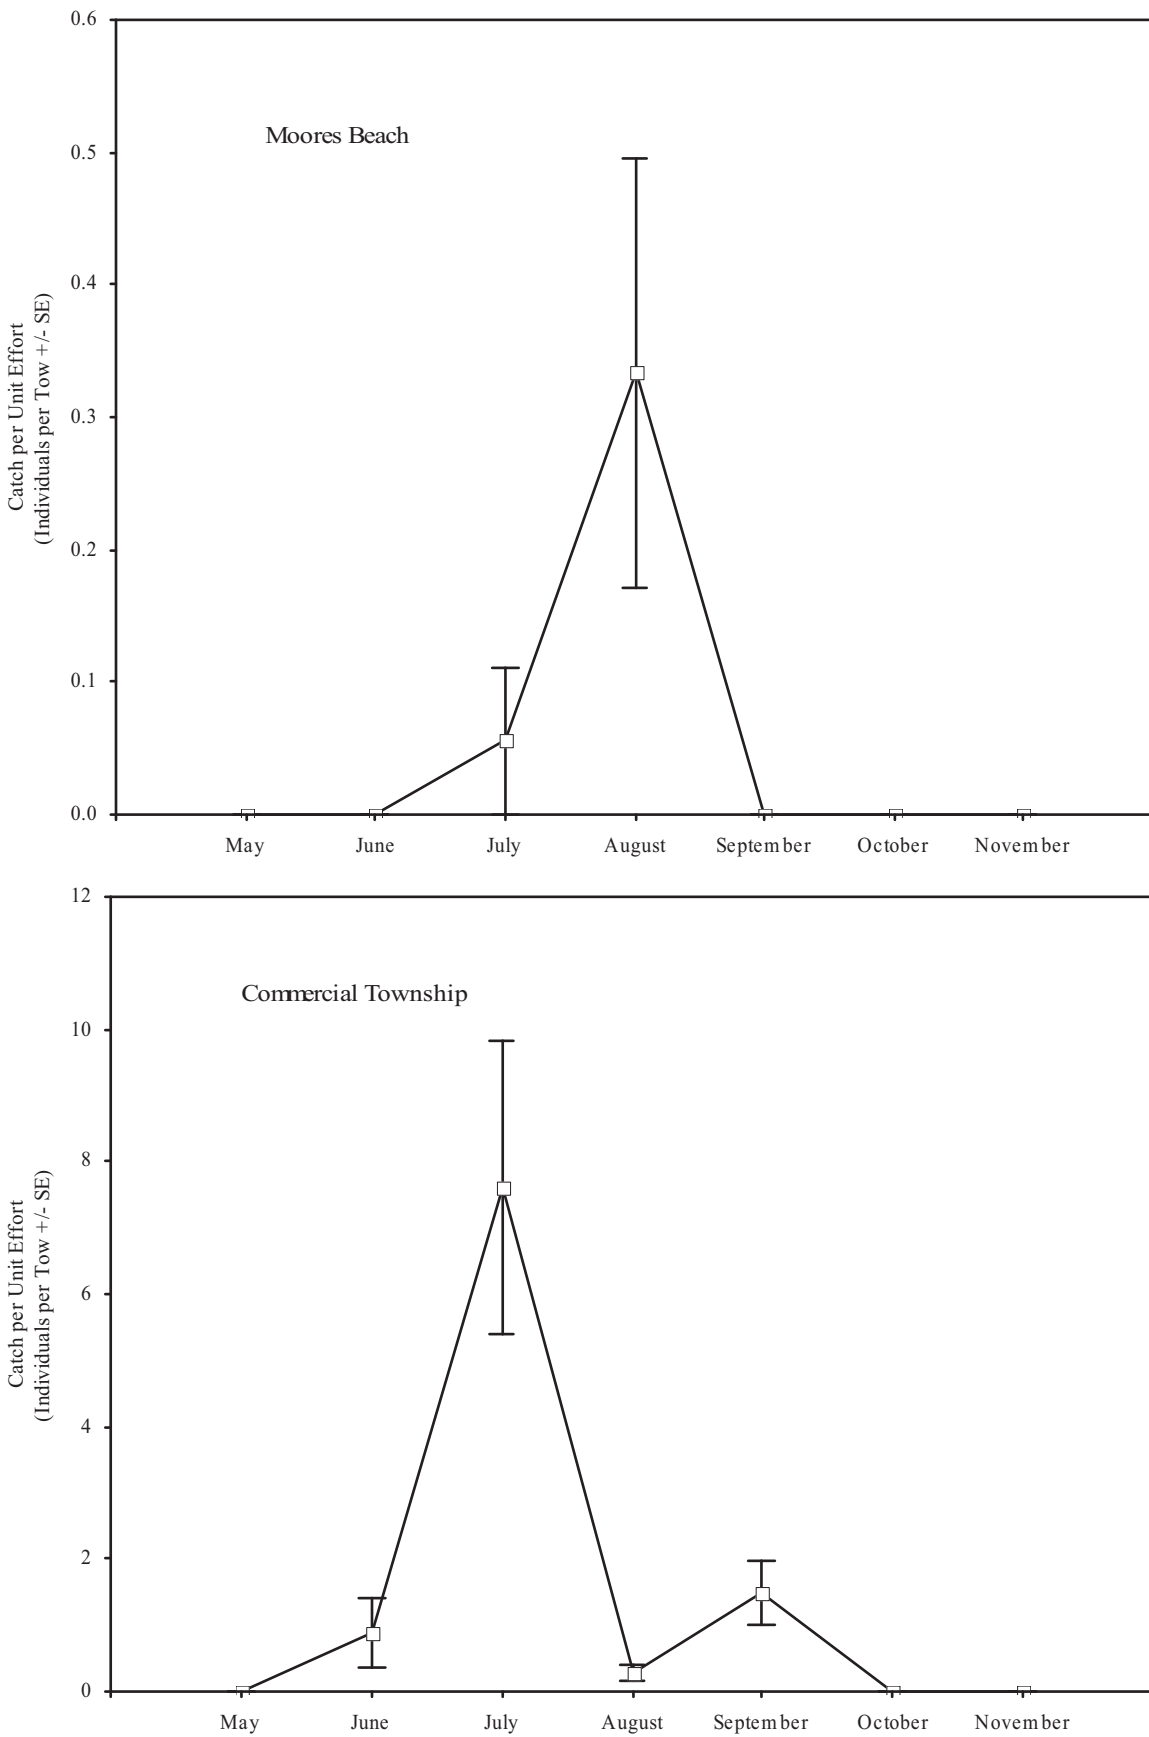 0.6
Moores Beach
0.5
0.4
0.3
0.2
0.1
0.0
Catch per Unit Effort
(Individuals per Tow +/- SE)
May June July August September October November
12
Commercial Township
10
8
6
4
2
0
Catch per Unit Effort
(Individuals per Tow +/- SE)
May June July August September October November